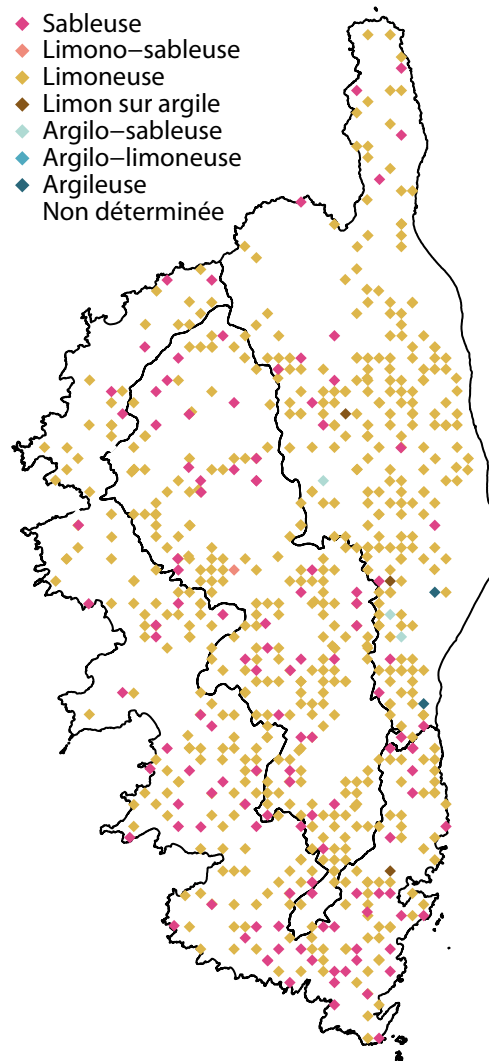 Sableuse
Limono−sableuse
Limoneuse
Limon sur argile
Argilo−sableuse
Argilo−limoneuse
Argileuse
Non déterminée